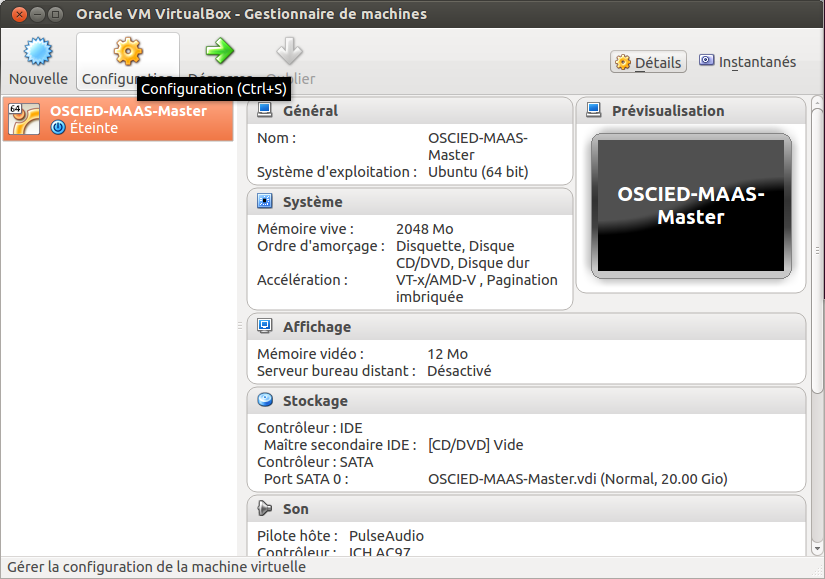 Oracle VM VirtualBox - Gestionnaire de machines
Nouvelle
Configuration
Configuration (Ctrl+S)
Détails
Instantanés
64
OSCIED-MAAS-Master
Éteinte
Général
Nom : OSCIED-MAAS-
Master
Système d'exploitation : Ubuntu (64 bit)
Prévisualisation
OSCIED-MAAS-
Master
Système
Mémoire vive : 2048 Mo
Ordre d'amorçage : Disquette, Disque
CD/DVD, Disque dur
Accélération : VT-x/AMD-V , Pagination
imbriquée
Affichage
Mémoire vidéo : 12 Mo
Serveur bureau distant : Désactivé
Stockage
Contrôleur : IDE
Maître secondaire IDE : [CD/DVD] Vide
Contrôleur : SATA
Port SATA 0 : OSCIED-MAAS-Master.vdi (Normal, 20.00 Gio)
Son
Pilote hôte : PulseAudio
Contrôleur : ICH AC97
Gérer la configuration de la machine virtuelle